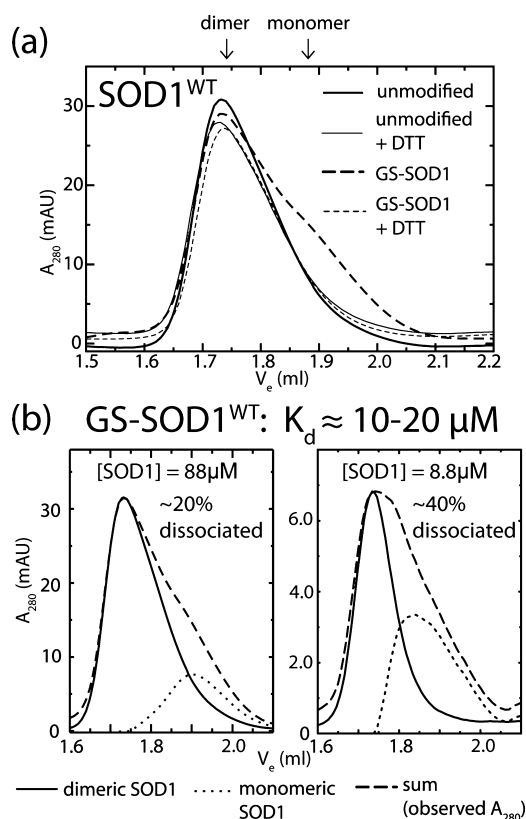 dimer monomer
(a)
SOD1WT
unmodified
unmodified
+ DTT
GS-SOD1
GS-SOD1
+ DTT
A280 (mAU)
30
20
10
0
1.5 1.6 1.7 1.8 1.9 2.0 2.1 2.2
Ve (ml)
(b) GS-SOD1WT: Kd ≈ 10-20 μM
[SOD1] = 88μM
~20%
dissociated
A280 (mAU)
30
20
10
0
1.6 1.8 2.0
[SOD1] = 8.8μM
~40%
dissociated
6.0
4.0
2.0
0
1.6 1.8 2.0
Ve (ml)
dimeric SOD1
monomeric
SOD1
sum
(observed A280)